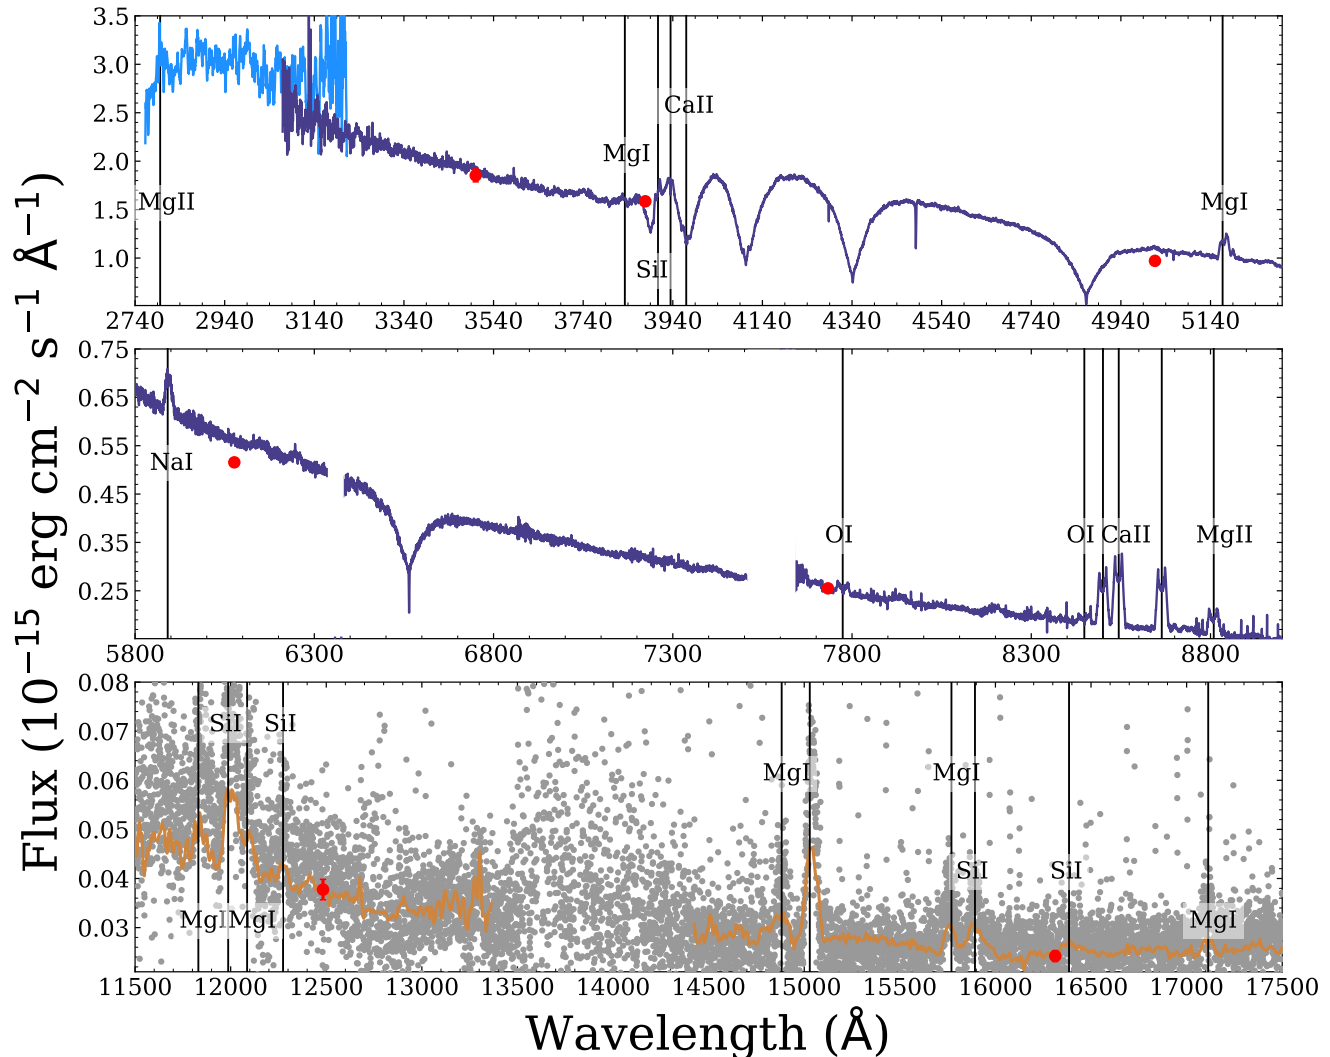 Flux (10−15 erg cm−2 s−1 Å−1)
3.5
3.0
2.5
2.0
1.5
1.0
MgII
MgI
SiI
CaII
MgI
2740 2940 3140 3340 3540 3740 3940 4140 4340 4540 4740 4940 5140
0.75
0.65
0.55
0.45
0.35
0.25
NaI
OI
OI CaII
MgII
5800 6300 6800 7300 7800 8300 8800
0.08
0.07
0.06
0.05
0.04
0.03
SiI SiI
MgI MgI
MgI
MgI
SiI
SiI
MgI
11500 12000 12500 13000 13500 14000 14500 15000 15500 16000 16500 17000 17500
Wavelength (Å)